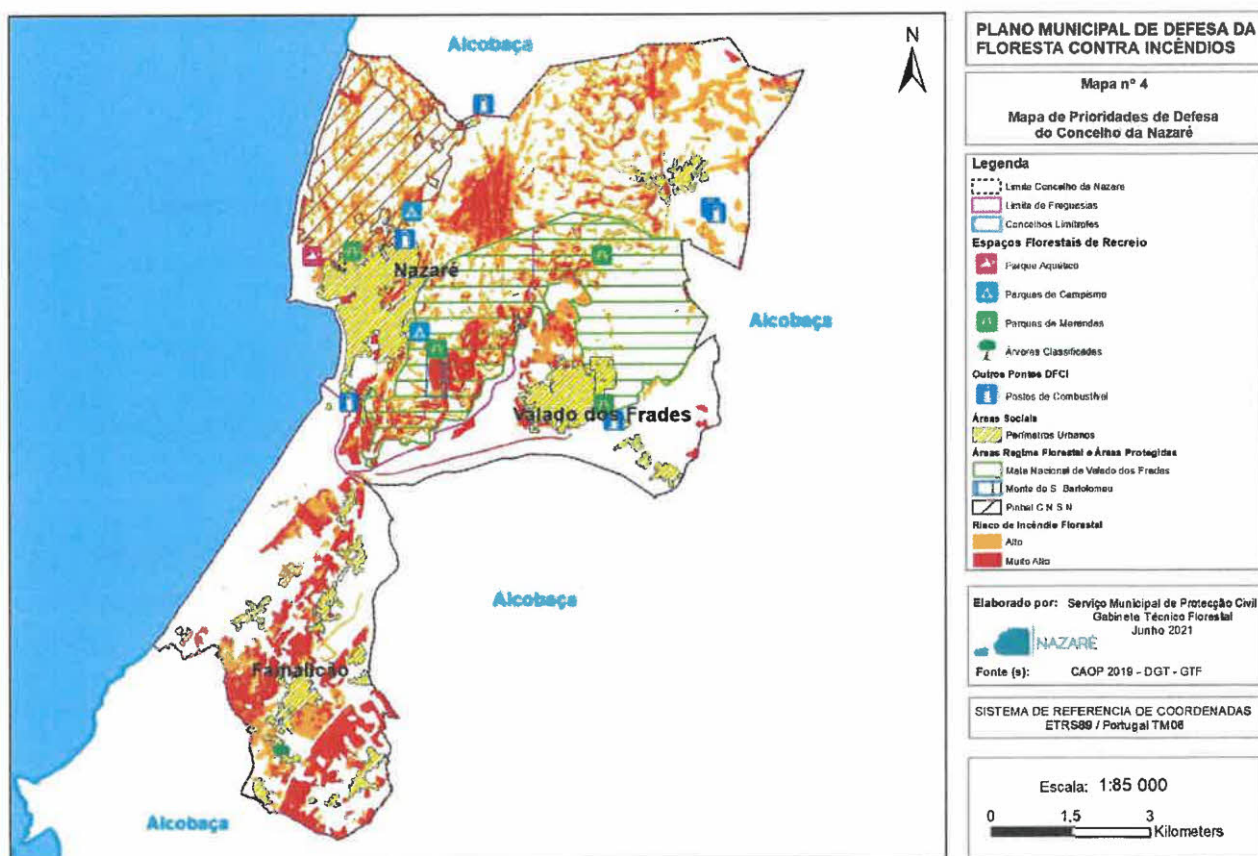 Alcobaça
N
Nazaré
Alcobaça
Valado dos Frades
Alcobaça
Famalicão
Alcobaça
PLANO MUNICIPAL DE DEFESA DA
FLORESTA CONTRA INCÊNDIOS
Mapa nº 4
Mapa de Prioridades de Defesa
do Concelho da Nazaré
Legenda
Limite Concelho da Nazaré
Limite de Freguesias
Concelhos Limítrofes
Espaços Florestais de Recreio
Parque Aquático
Parques de Campismo
Parques de Merendas
Árvores Classificadas
Outros Pontos DFCI
Postos de Combustível
Áreas Sociais
Perímetros Urbanos
Áreas Regime Florestal e Áreas Protegidas
Mata Nacional de Valado dos Frades
Monte de S. Bartolomeu
Pinhal C N S N
Risco de Incêndio Florestal
Alto
Muito Alto
Elaborado por: Serviço Municipal de Protecção Civil
Gabinete Técnico Florestal
Junho 2021
NAZARÉ
Fonte (s): CAOP 2019 - DGT - GTF
SISTEMA DE REFERENCIA DE COORDENADAS
ETRS89 / Portugal TM06
Escala: 1:85 000
0 1,5 3
Kilometers